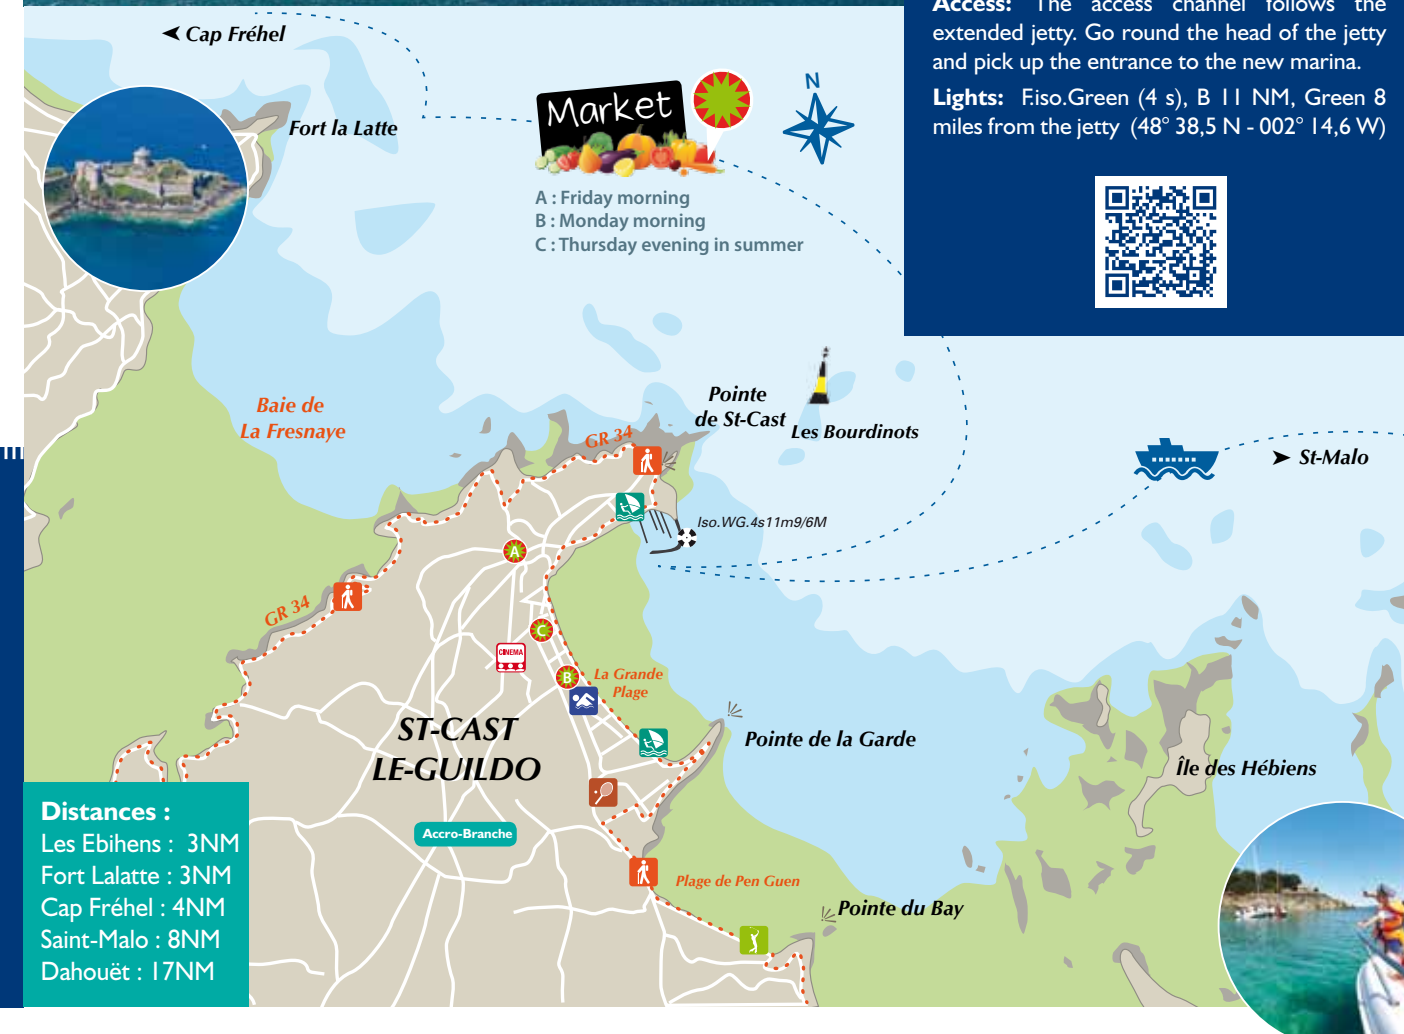 Access: The access channel follows the
extended jetty. Go round the head of the jetty
and pick up the entrance to the new marina.
Lights: F.iso.Green (4 s), B 11 NM, Green 8
miles from the jetty (48° 38,5 N - 002° 14,6 W)
Cap Fréhel
Fort la Latte
Market
N
A : Friday morning
B : Monday morning
C : Thursday evening in summer
Baie de
La Fresnaye
Pointe
de St-Cast
Les Bourdinots
GR 34
St-Malo
Iso.WG.4s11m9/6M
A
GR 34
C
CINEMA
B
La Grande
Plage
ST-CAST
LE-GUILDO
Pointe de la Garde
Île des Hébiens
Accro-Branche
Plage de Pen Guen
Pointe du Bay
Distances :
Les Ebihens : 3NM
Fort Lalatte : 3NM
Cap Fréhel : 4NM
Saint-Malo : 8NM
Dahouët : 17NM